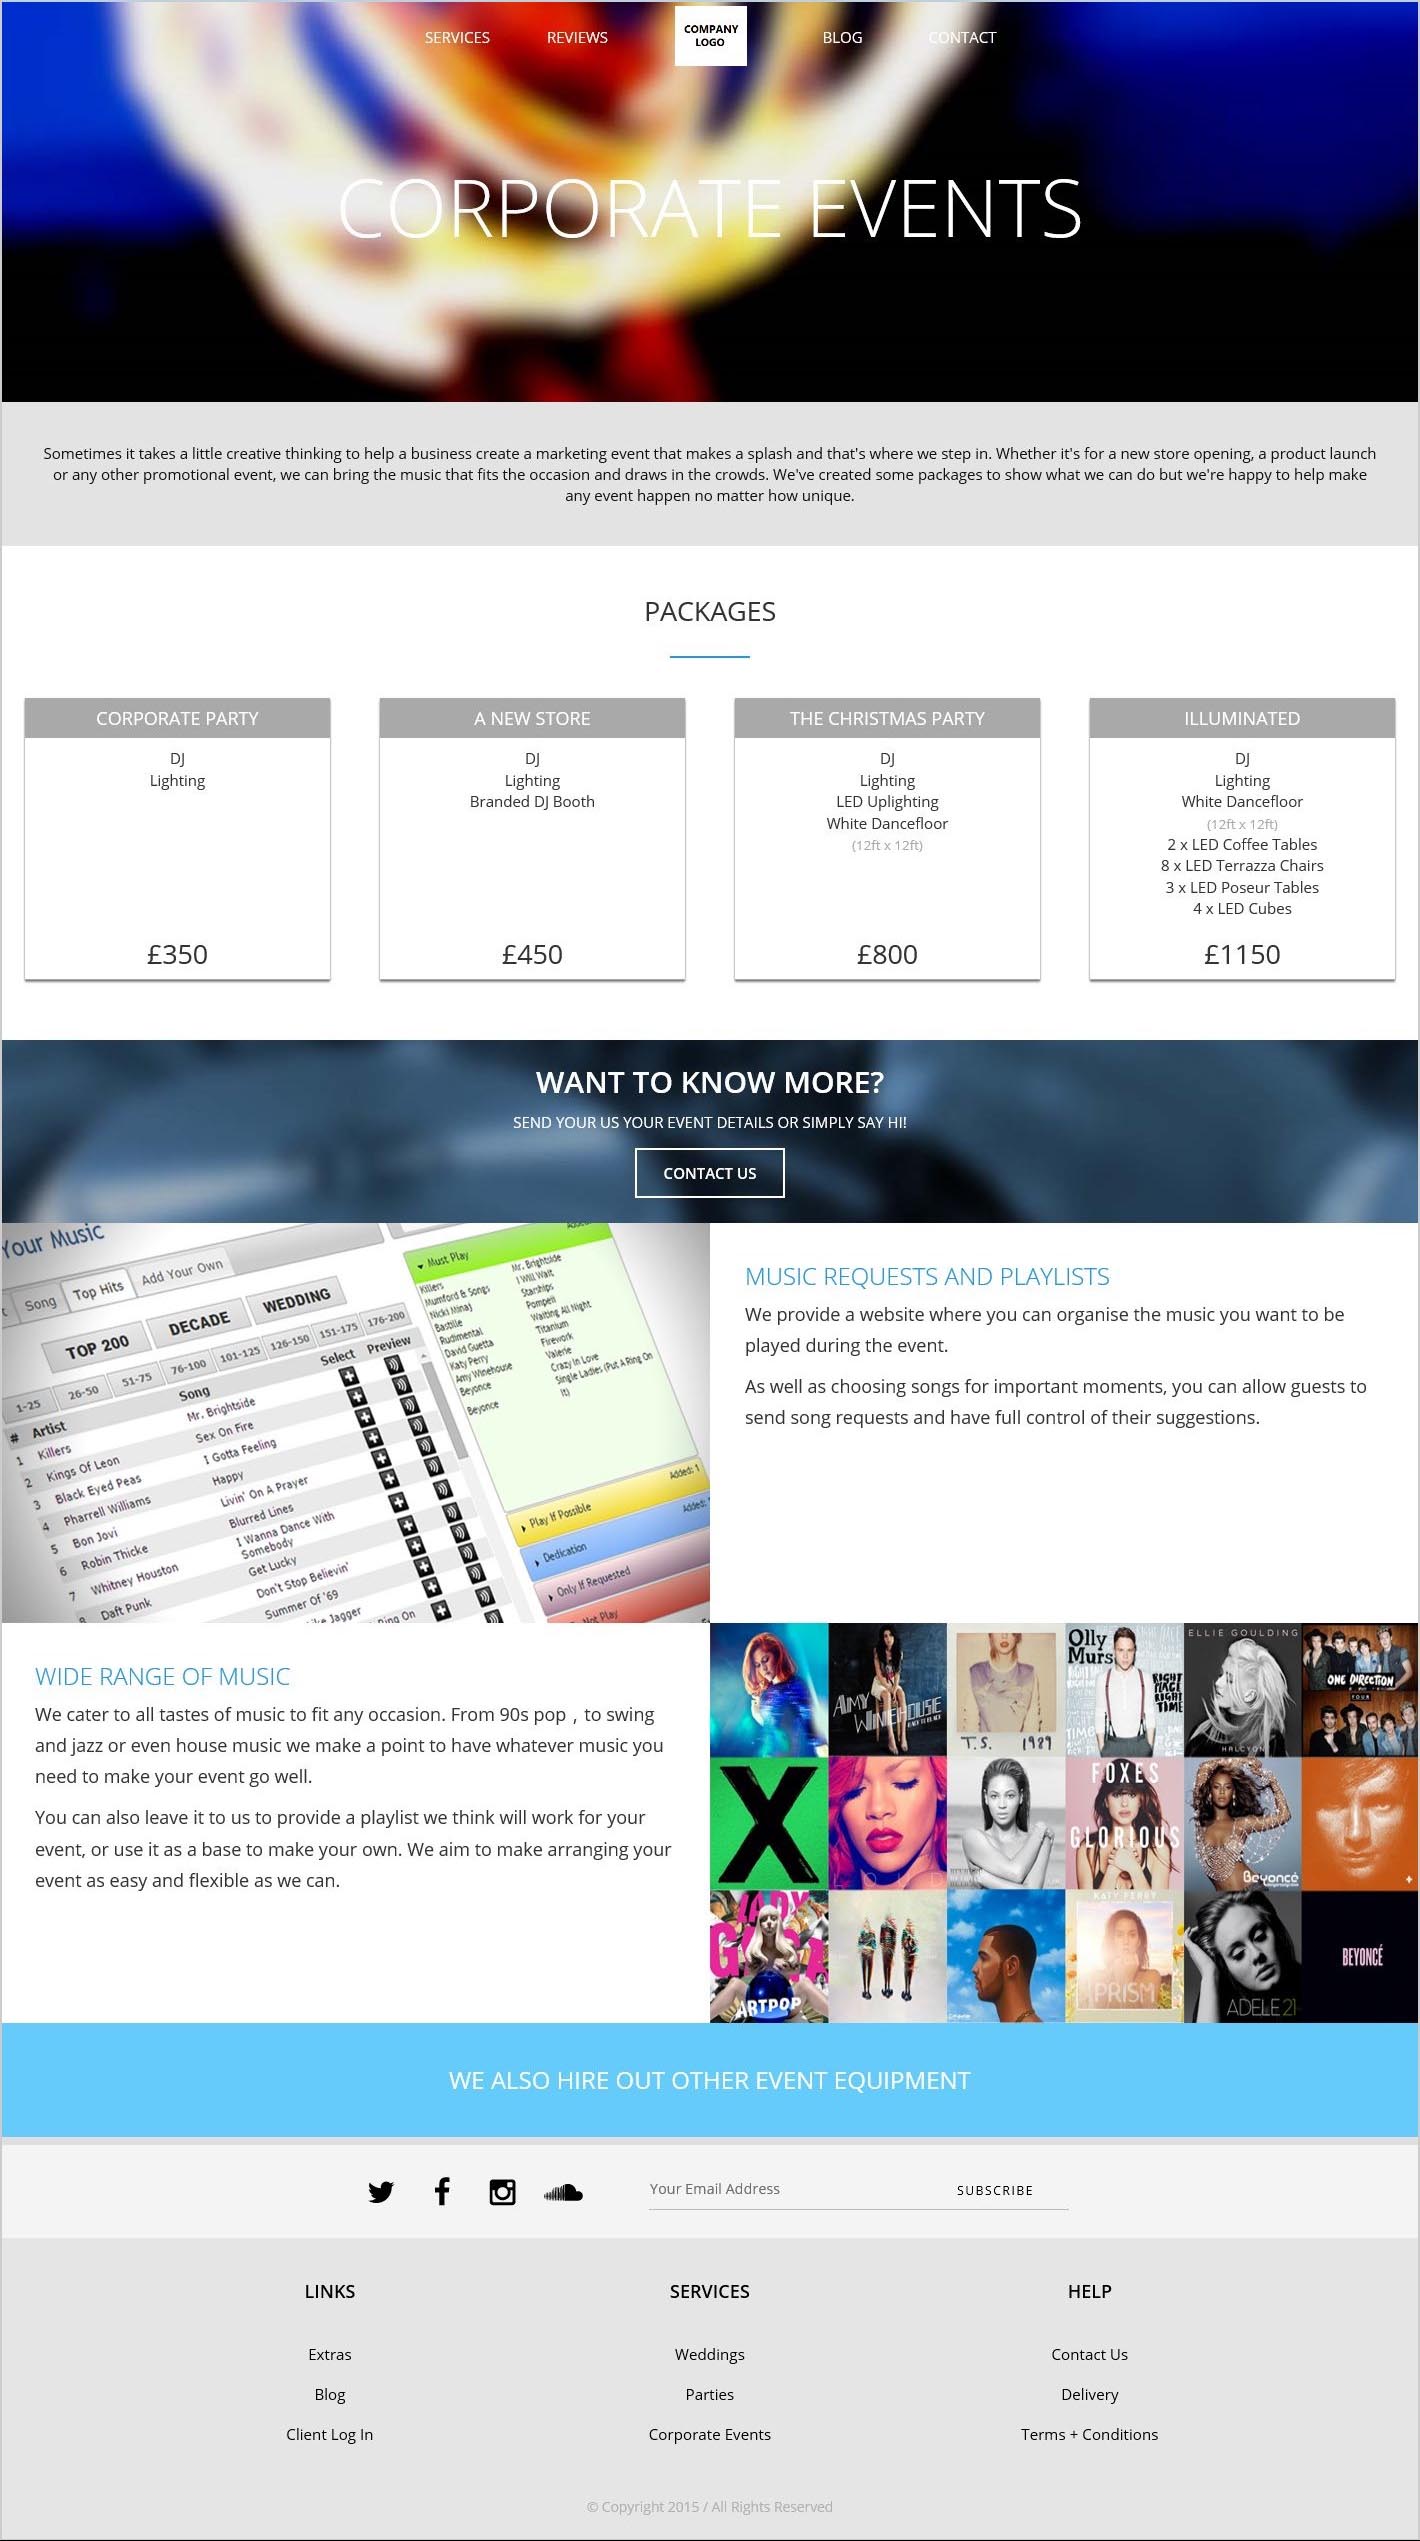 SERVICES
REVIEWS
COMPANY
LOGO
BLOG
CONTACT
CORPORATE EVENTS
Sometimes it takes a little creative thinking to help a business create a marketing event that makes a splash and that's where we step in. Whether it's for a new store opening, a product launch
or any other promotional event, we can bring the music that fits the occasion and draws in the crowds. We've created some packages to show what we can do but we're happy to help make
any event happen no matter how unique.
PACKAGES
CORPORATE PARTY
DJ
Lighting
£350
A NEW STORE
DJ
Lighting
Branded DJ Booth
£450
THE CHRISTMAS PARTY
DJ
Lighting
LED Uplighting
White Dancefloor
(12ft x 12ft)
£800
ILLUMINATED
DJ
Lighting
White Dancefloor
(12ft x 12ft)
2 x LED Coffee Tables
8 x LED Terrazza Chairs
3 x LED Poseur Tables
4 x LED Cubes
£1150
WANT TO KNOW MORE?
SEND YOUR US YOUR EVENT DETAILS OR SIMPLY SAY HI!
CONTACT US
Your Music
Song
Top Hits
Add Your Own
TOP 200
DECADE
WEDDING
1-25 26-50 51-75 76-100 101-125 126-150 151-175 176-200
# Artist Song Select Preview
1 Killers Mr. Brightside
2 Kings Of Leon Sex On Fire
3 Black Eyed Peas I Gotta Feeling
4 Pharrell Williams Happy
5 Bon Jovi Livin' On A Prayer
6 Robin Thicke Blurred Lines
7 Whitney Houston I Wanna Dance With
Somebody
8 Daft Punk Get Lucky
Don't Stop Believin'
Summer Of '69
Must Play
Killers Mr. Brightside
Mumford & Songs I Will Wait
Nicki Minaj Starships
Bastille Pompeii
Rudimental Waiting All Night
David Guetta Titanium
Katy Perry Firework
Amy Winehouse Valerie
Beyonce Crazy In Love
Beyonce Single Ladies (Put A Ring On
It)
Play If Possible Added: 1
Dedication Added:
Only If Requested
Not Play
MUSIC REQUESTS AND PLAYLISTS
We provide a website where you can organise the music you want to be
played during the event.
As well as choosing songs for important moments, you can allow guests to
send song requests and have full control of their suggestions.
WIDE RANGE OF MUSIC
We cater to all tastes of music to fit any occasion. From 90s pop , to swing
and jazz or even house music we make a point to have whatever music you
need to make your event go well.
You can also leave it to us to provide a playlist we think will work for your
event, or use it as a base to make your own. We aim to make arranging your
event as easy and flexible as we can.
AMY WINEHOUSE
BACK TO BLACK
T.S. 1989
Olly
Murs
RIGHT
PLACE
RIGHT
TIME
ELLIE GOULDING
HALCYON
ONE DIRECTION
FOUR
X
LOUD
FOXES
GLORIOUS
Beyoncé
+
LADY
GAGA
ARTPOP
KATY PERRY
PRISM
ADELE 21
BEYONCÉ
WE ALSO HIRE OUT OTHER EVENT EQUIPMENT
Your Email Address
SUBSCRIBE
LINKS
Extras
Blog
Client Log In
SERVICES
Weddings
Parties
Corporate Events
HELP
Contact Us
Delivery
Terms + Conditions
© Copyright 2015 / All Rights Reserved